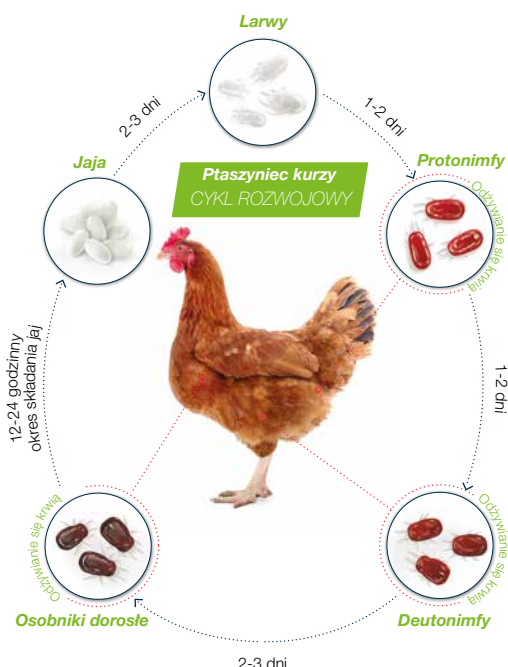 Larwy
2-3 dni
1-2 dni
Jaja
Protonimfy
Ptaszyniec kurzy
CYKL ROZWOJOWY
Odżywianie się krwią
12-24 godzinny
okres składania jaj
1-2 dni
Odżywianie się krwią
Odżywianie się krwią
Osobniki dorosłe
Deutonimfy
2-3 dni